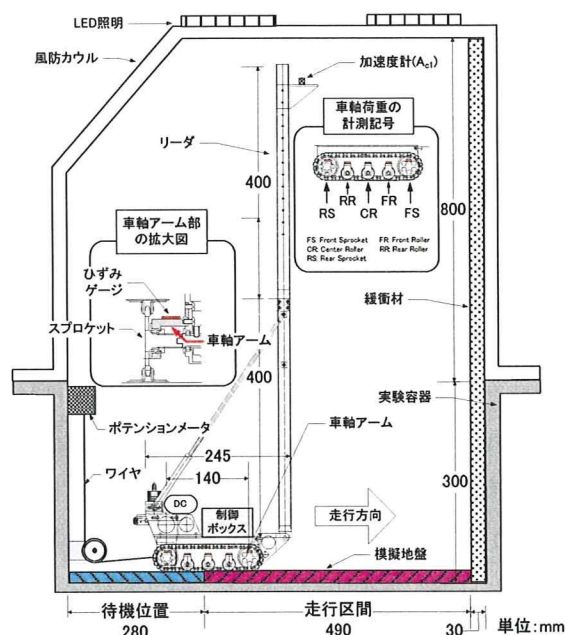 LED照明
風防カウル
加速度計(Ac1)
リーダ
車軸荷重の
計測記号
400
RR
CR
FR
RS
FS
FS: Front Sprocket FR: Front Roller
CR: Center Roller RR: Rear Roller
RS: Rear Sprocket
800
車軸アーム部
の拡大図
ひずみ
ゲージ
スプロケット
車軸アーム
緩衝材
400
実験容器
ポテンションメータ
車軸アーム
245
ワイヤ
140
300
DC
制御
ボックス
走行方向
模擬地盤
待機位置
走行区間
280
490
30
単位:mm